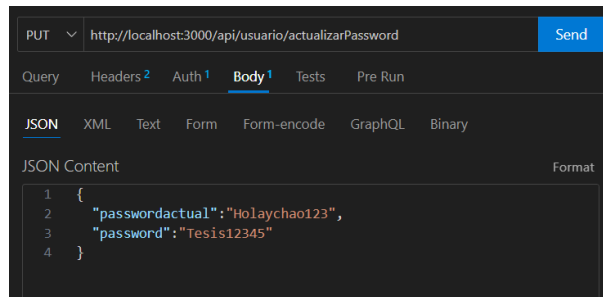 PUT http://localhost:3000/api/usuario/actualizarPassword Send
Query Headers 2 Auth 1 Body 1 Tests Pre Run
JSON XML Text Form Form-encode GraphQL Binary
JSON Content Format
1 {
2 "passwordactual":"Holaychao123",
3 "password":"Tesis12345"
4 }